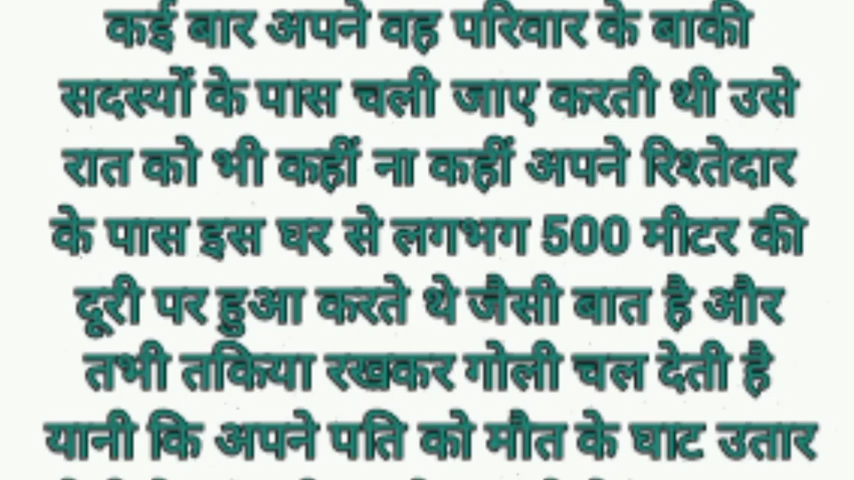 कई बार अपने वह परिवार के बाकी
सदस्यों के पास चली जाए करती थी उसे
रात को भी कहीं ना कहीं अपने रिश्तेदार
के पास इस घर से लगभग 500 मीटर की
दूरी पर हुआ करते थे जैसी बात है और
तभी तकिया रखकर गोली चल देती है
यानी कि अपने पति को मौत के घाट उतार